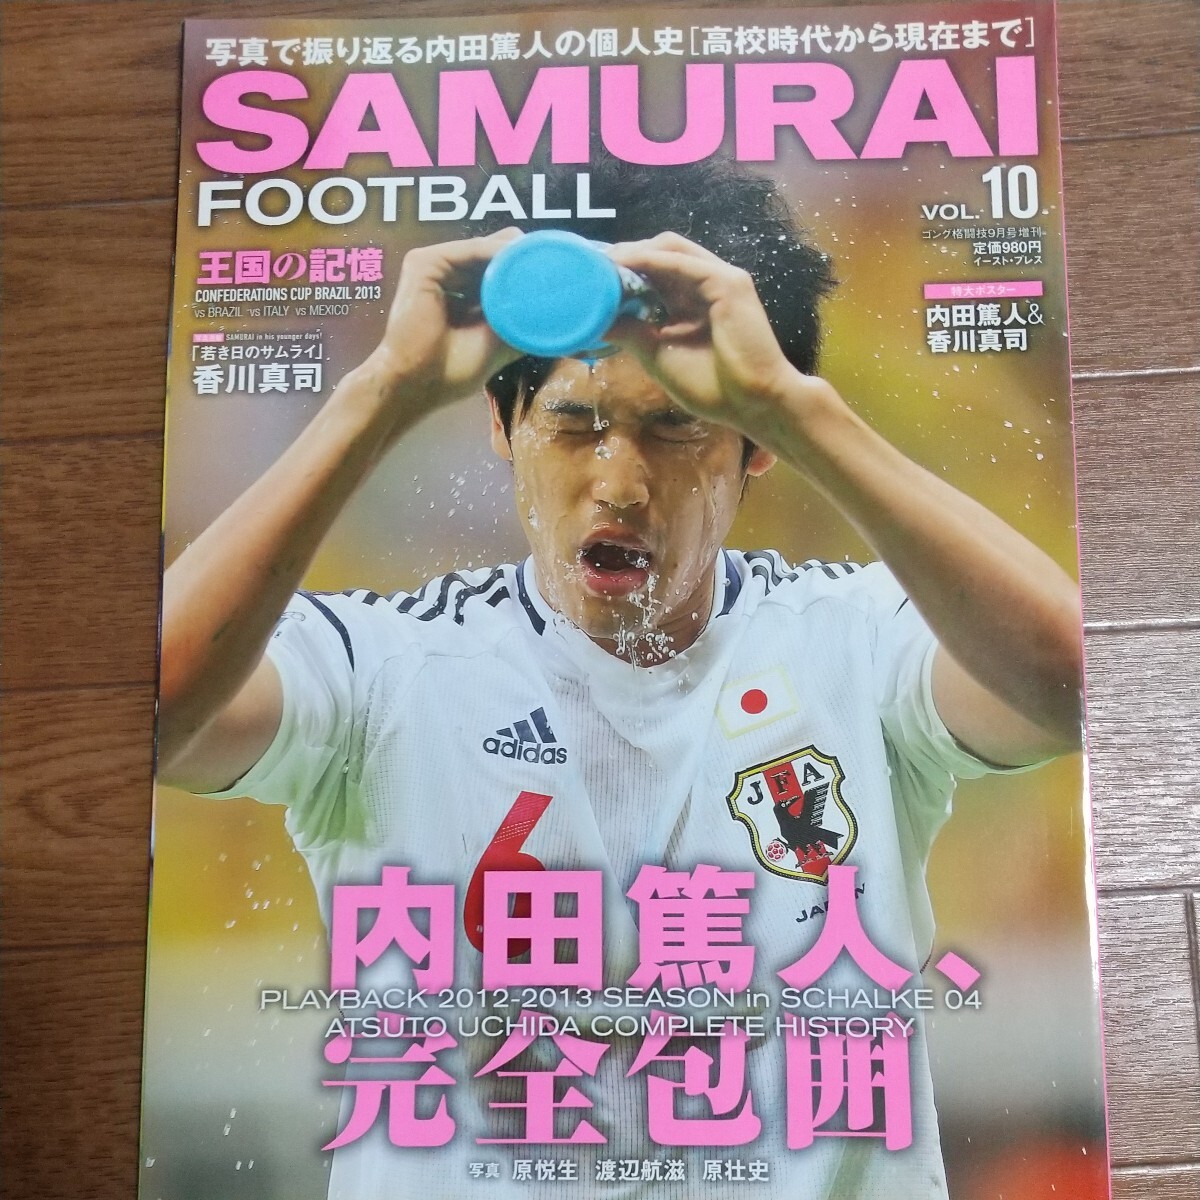 写真で振り返る内田篤人の個人史[高校時代から現在まで]
SAMURAI
FOOTBALL
VOL. 10
ゴング格闘技9月号増刊
定価980円
イースト・プレス
王国の記憶
CONFEDERATIONS CUP BRAZIL 2013
vs BRAZIL vs ITALY vs MEXICO
SAMURAI in his younger days!
「若き日のサムライ」
香川真司
特大ポスター
内田篤人&
香川真司
adidas
6
JFA
JAPAN
内田篤人、
PLAYBACK 2012-2013 SEASON in SCHALKE 04
ATSUTO UCHIDA COMPLETE HISTORY
完全包囲
写真 原悦生 渡辺航滋 原壮史